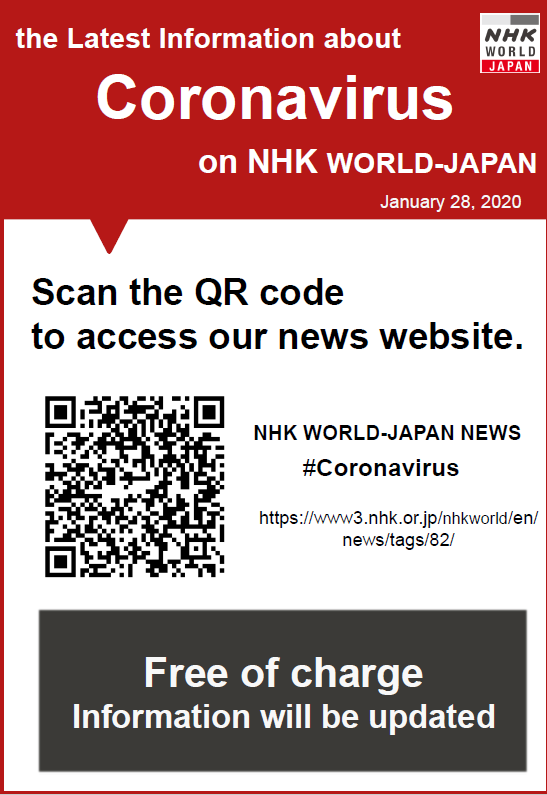 the Latest Information about
NHK
WORLD
JAPAN
Coronavirus
on NHK WORLD-JAPAN
January 28, 2020
Scan the QR code
to access our news website.
NHK WORLD-JAPAN NEWS
#Coronavirus
https://www3.nhk.or.jp/nhkworld/en/
news/tags/82/
Free of charge
Information will be updated